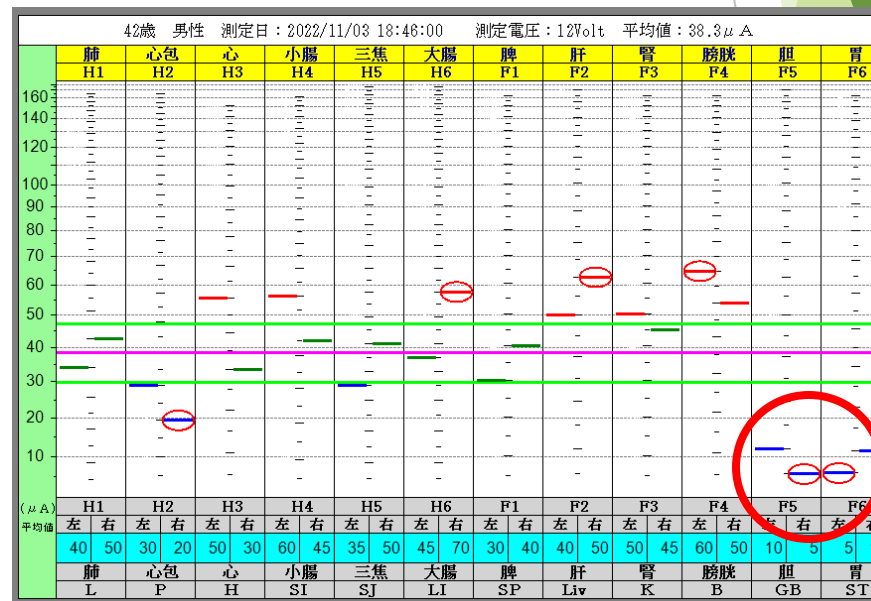 42歳 男性 測定日：2022/11/03 18:46:00 測定電圧：12Volt 平均値：38.3μA
肺 心包 心 小腸 三焦 大腸 脾 肝 腎 膀胱 胆 胃
H1 H2 H3 H4 H5 H6 F1 F2 F3 F4 F5 F6
160
140
120
100
90
80
70
60
50
40
30
20
10
(μA) H1 H2 H3 H4 H5 H6 F1 F2 F3 F4 F5 F6
平均値 左 右 左 右 左 右 左 右 左 右 左 右 左 右 左 右 左 右 左 右 左 右 左
40 50 30 20 50 30 60 45 35 50 45 70 30 40 40 50 50 45 60 50 10 5 5
肺 心包 心 小腸 三焦 大腸 脾 肝 腎 膀胱 胆 胃
L P H SI SJ LI SP Liv K B GB ST